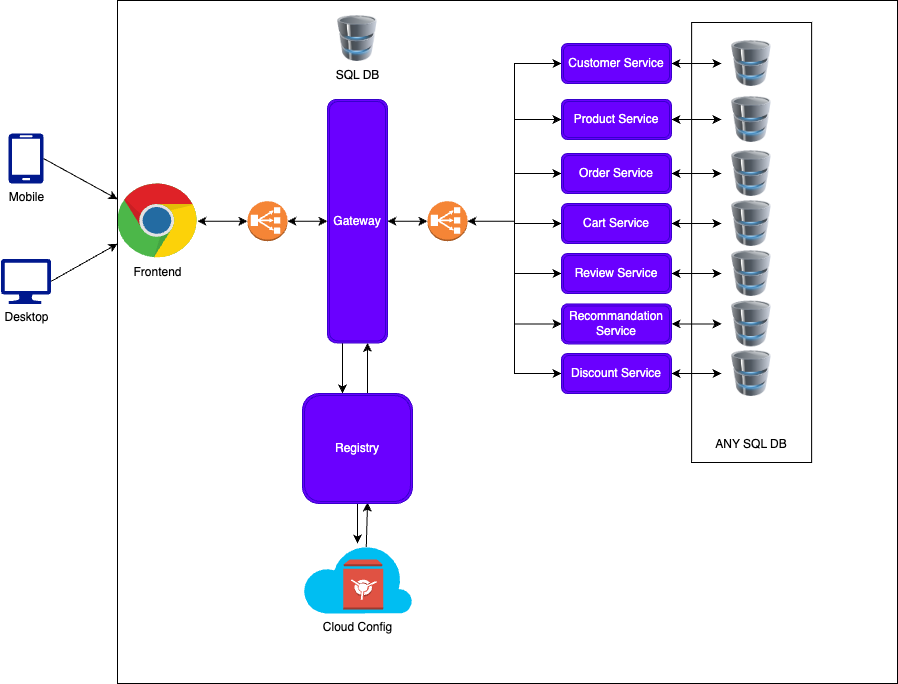 SQL DB
Customer Service
Product Service
Mobile
Order Service
Gateway
Cart Service
Frontend
Review Service
Desktop
Recommandation
Service
Discount Service
ANY SQL DB
Registry
Cloud Config